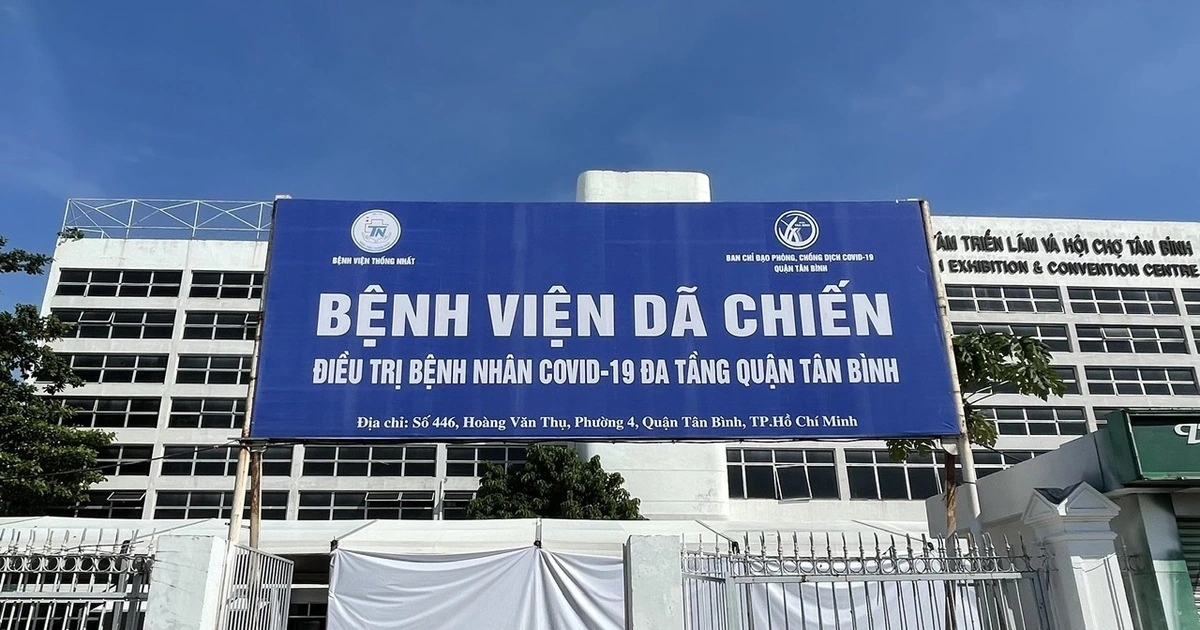 TN
BỆNH VIỆN THỐNG NHẤT
BAN CHỈ ĐẠO PHÒNG, CHỐNG DỊCH COVID-19
QUẬN TÂN BÌNH
BỆNH VIỆN DÃ CHIẾN
ĐIỀU TRỊ BỆNH NHÂN COVID-19 ĐA TẦNG QUẬN TÂN BÌNH
Địa chỉ: Số 446, Hoàng Văn Thụ, Phường 4, Quận Tân Bình, TP.Hồ Chí Minh
TRIỂN LÃM VÀ HỘI CHỢ TÂN BÌNH
EXHIBITION & CONVENTION CENTRE